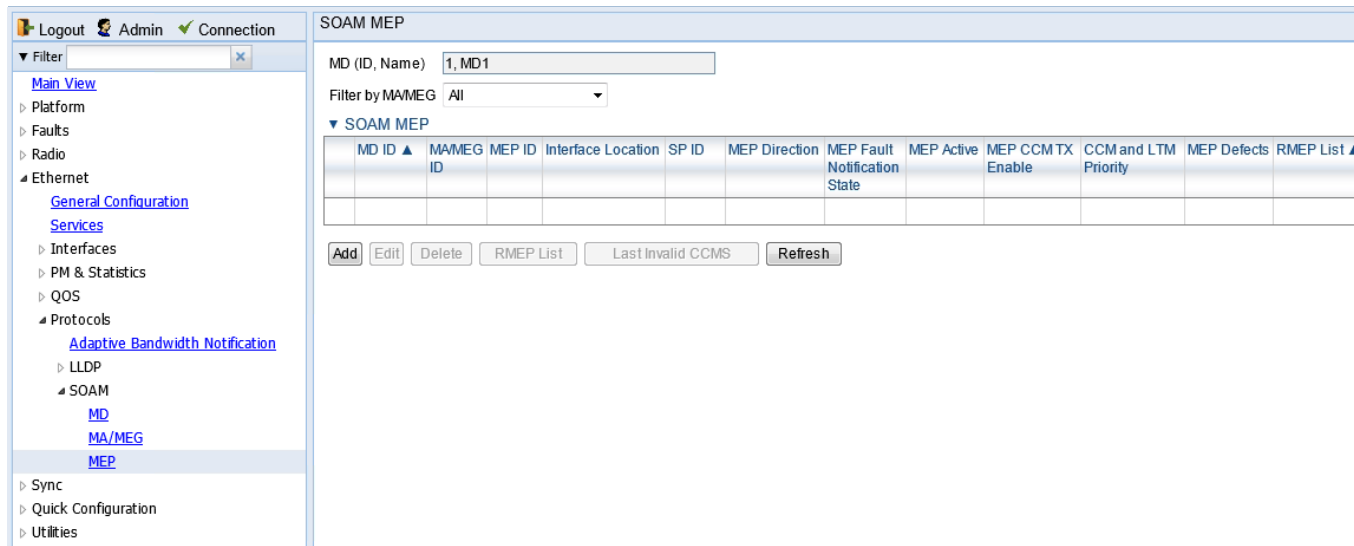 Logout Admin Connection
Filter
Main View
Platform
Faults
Radio
Ethernet
General Configuration
Services
Interfaces
PM & Statistics
QOS
Protocols
Adaptive Bandwidth Notification
LLDP
SOAM
MD
MA/MEG
MEP
Sync
Quick Configuration
Utilities
SOAM MEP
MD (ID, Name) 1, MD1
Filter by MA/MEG All
SOAM MEP
MD ID ▲ MA/MEG MEP ID Interface Location SP ID MEP Direction MEP Fault MEP Active MEP CCM TX CCM and LTM MEP Defects RMEP List
ID Notification Enable Priority
State
Add Edit Delete RMEP List Last Invalid CCMS Refresh